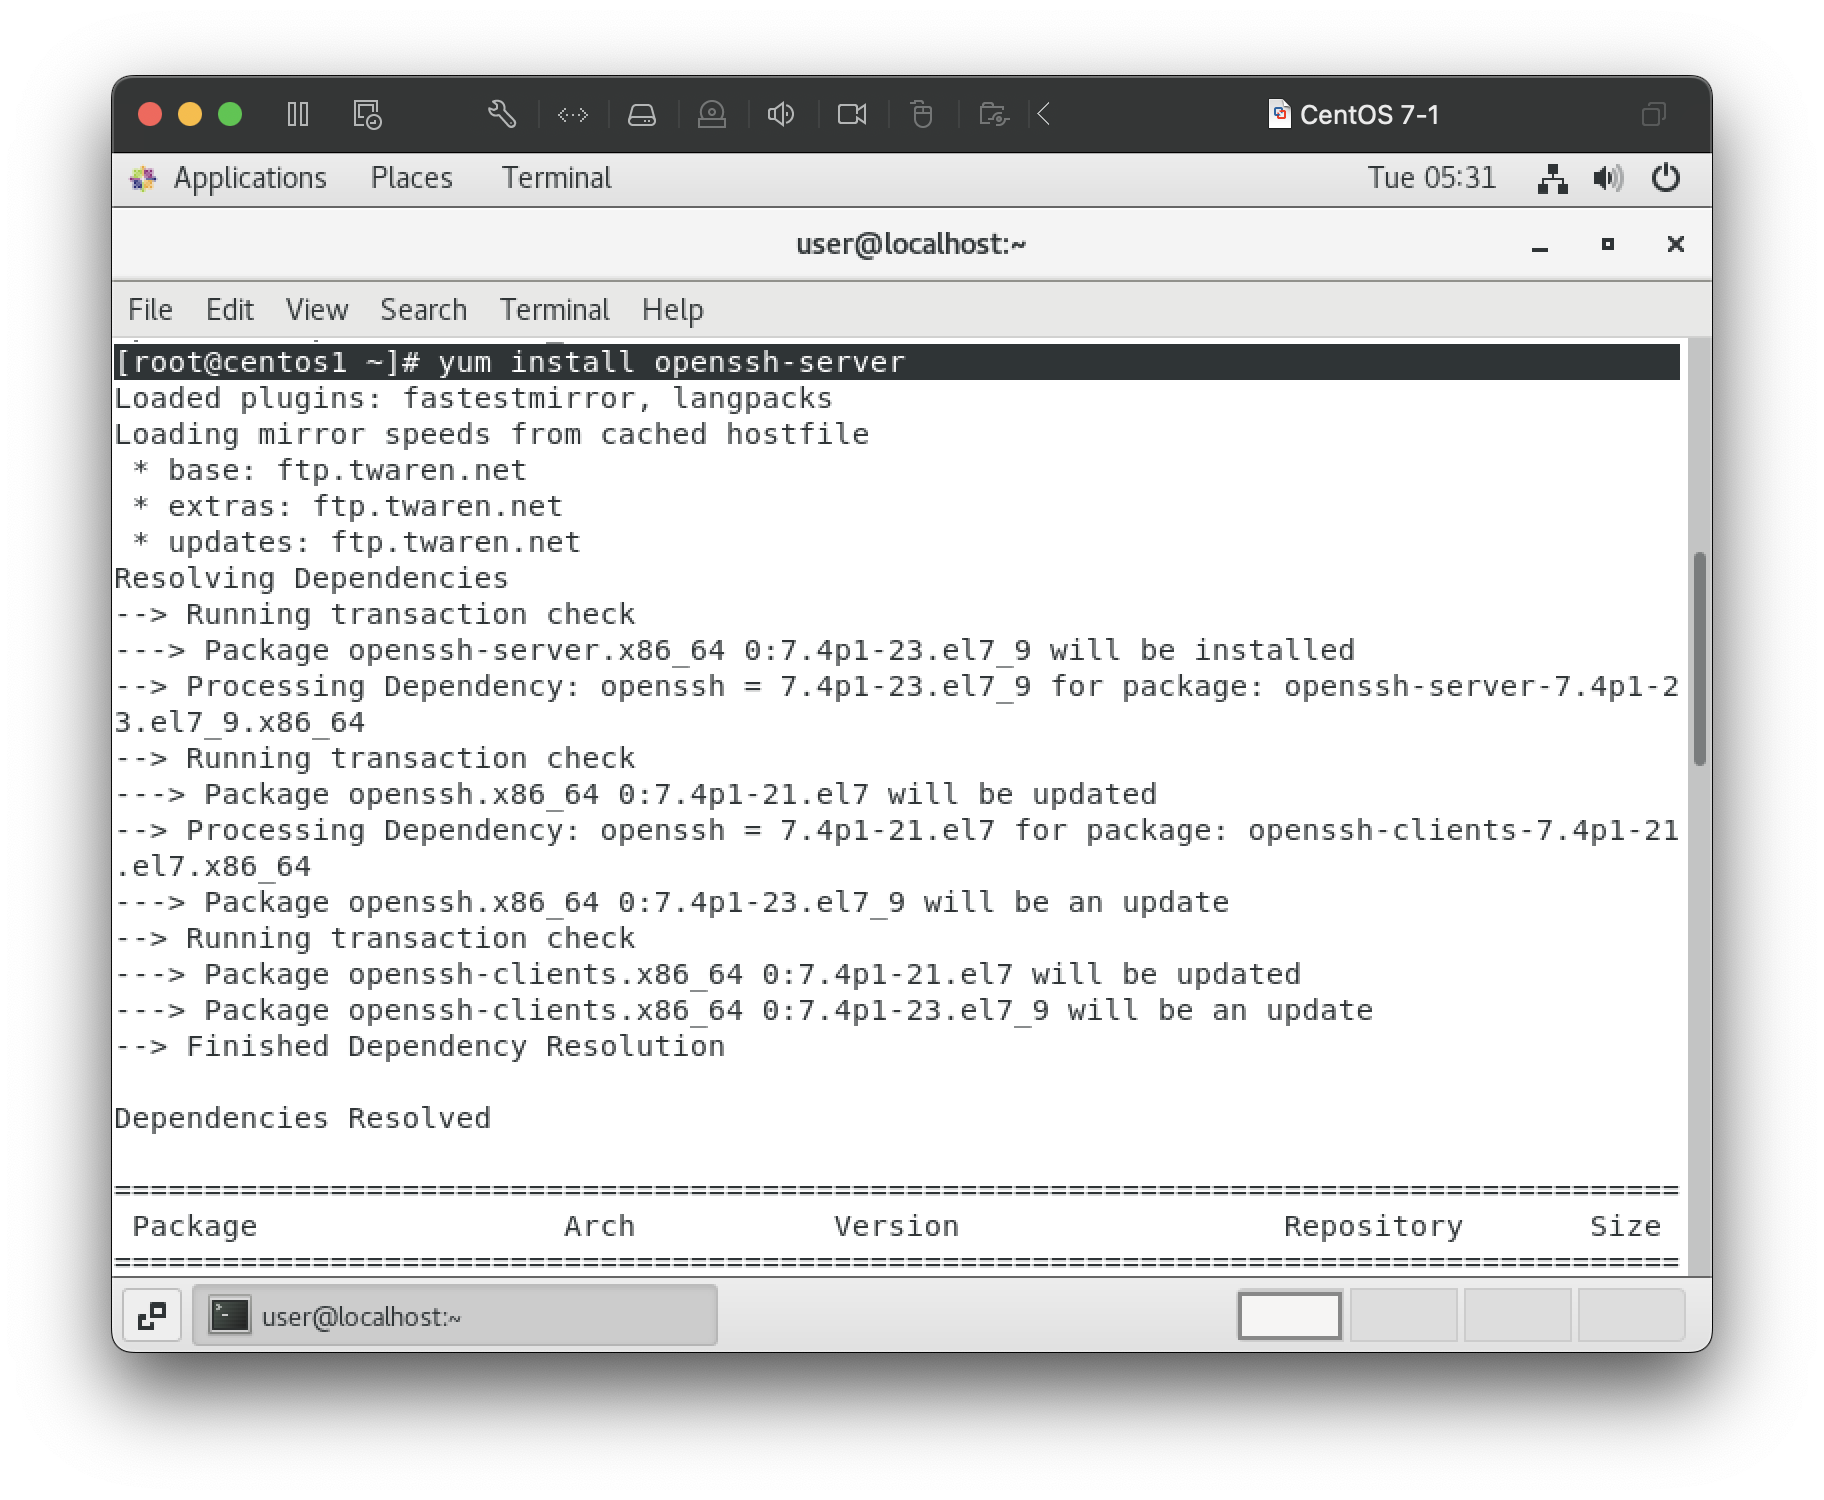 CentOS 7-1
Applications Places Terminal Tue 05:31
user@localhost:~
File Edit View Search Terminal Help
[root@centos1 ~]# yum install openssh-server
Loaded plugins: fastestmirror, langpacks
Loading mirror speeds from cached hostfile
 * base: ftp.twaren.net
 * extras: ftp.twaren.net
 * updates: ftp.twaren.net
Resolving Dependencies
--> Running transaction check
---> Package openssh-server.x86_64 0:7.4p1-23.el7_9 will be installed
--> Processing Dependency: openssh = 7.4p1-23.el7_9 for package: openssh-server-7.4p1-2
3.el7_9.x86_64
--> Running transaction check
---> Package openssh.x86_64 0:7.4p1-21.el7 will be updated
--> Processing Dependency: openssh = 7.4p1-21.el7 for package: openssh-clients-7.4p1-21
.el7.x86_64
---> Package openssh.x86_64 0:7.4p1-23.el7_9 will be an update
--> Running transaction check
---> Package openssh-clients.x86_64 0:7.4p1-21.el7 will be updated
---> Package openssh-clients.x86_64 0:7.4p1-23.el7_9 will be an update
--> Finished Dependency Resolution

Dependencies Resolved

=======================================================================================
 Package                 Arch           Version                  Repository       Size
=======================================================================================
user@localhost:~